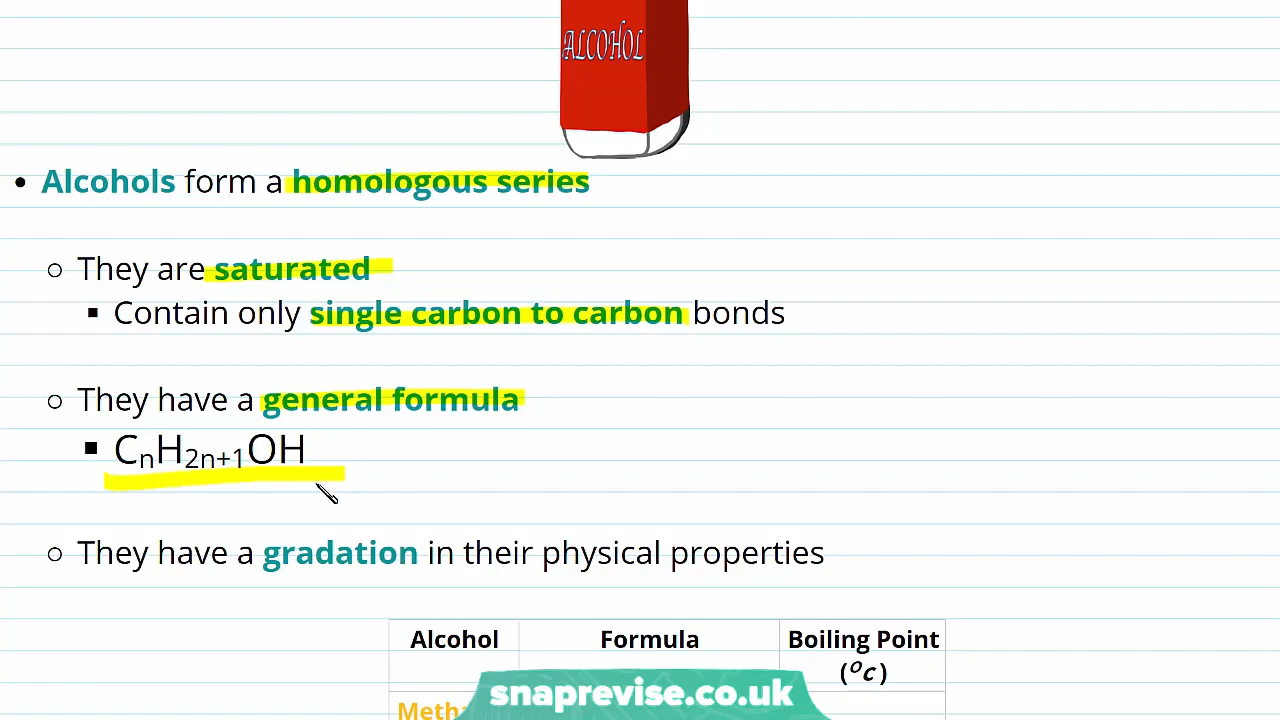 ALCOHOL
• Alcohols form a homologous series
○ They are saturated
▪ Contain only single carbon to carbon bonds
○ They have a general formula
▪ CₙH₂ₙ₊₁OH
○ They have a gradation in their physical properties
Alcohol Formula Boiling Point
(ºc)
snaprevise.co.uk